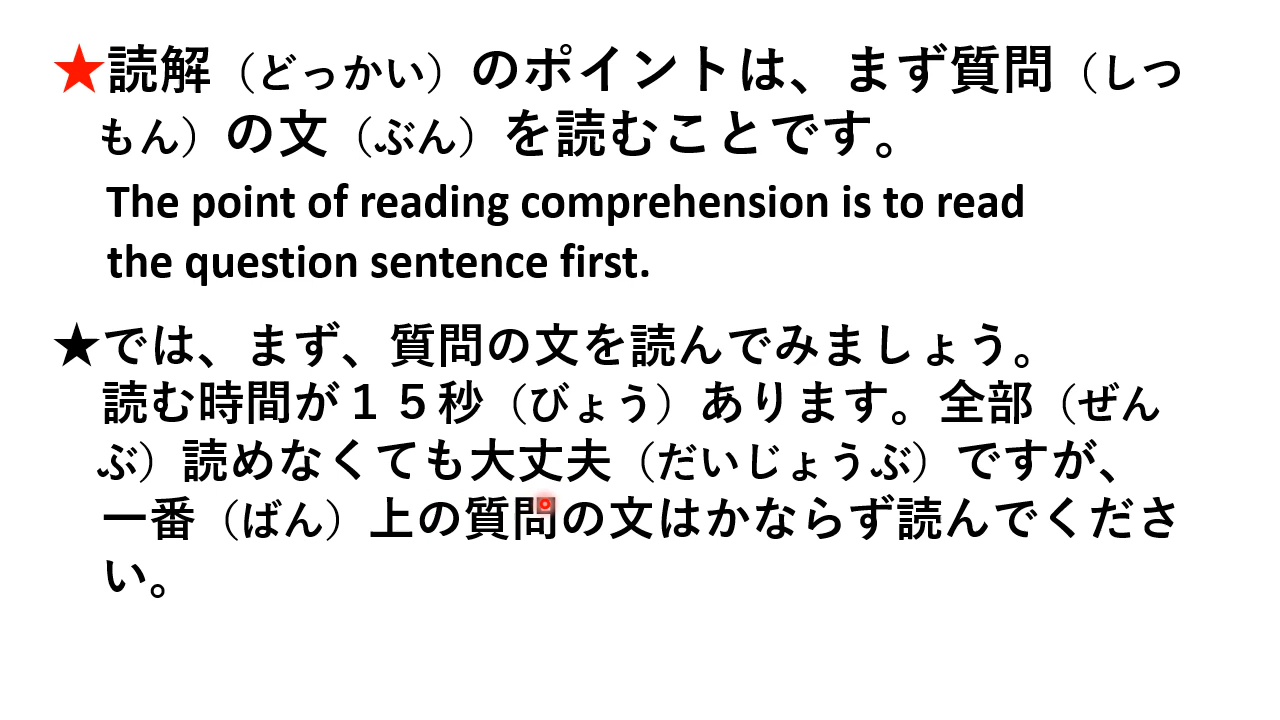 ★読解（どっかい）のポイントは、まず質問（しつ
もん）の文（ぶん）を読むことです。
The point of reading comprehension is to read
the question sentence first.
★では、まず、質問の文を読んでみましょう。
読む時間が１５秒（びょう）あります。全部（ぜん
ぶ）読めなくても大丈夫（だいじょうぶ）ですが、
一番（ばん）上の質問の文はかならず読んでくださ
い。